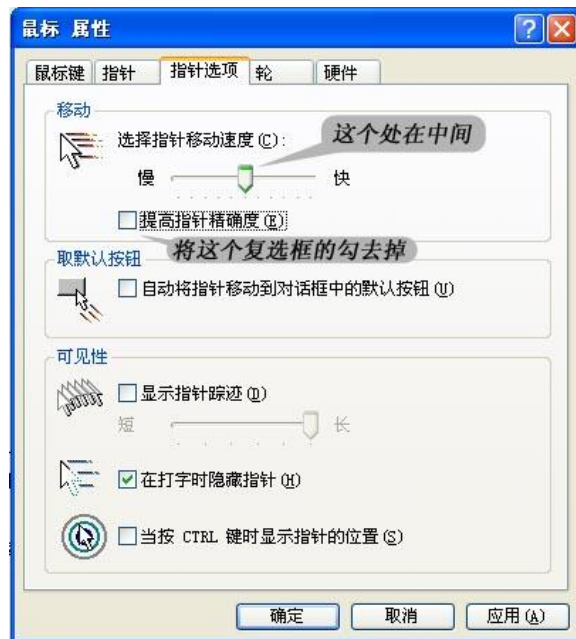 鼠标 属性
鼠标键 指针 指针选项 轮 硬件
移动
选择指针移动速度(C):
这个处在中间
慢 快
提高指针精确度(E)
将这个复选框的勾去掉
取默认按钮
自动将指针移动到对话框中的默认按钮(U)
可见性
显示指针踪迹(D)
短 长
在打字时隐藏指针(H)
当按 CTRL 键时显示指针的位置(S)
确定 取消 应用(A)